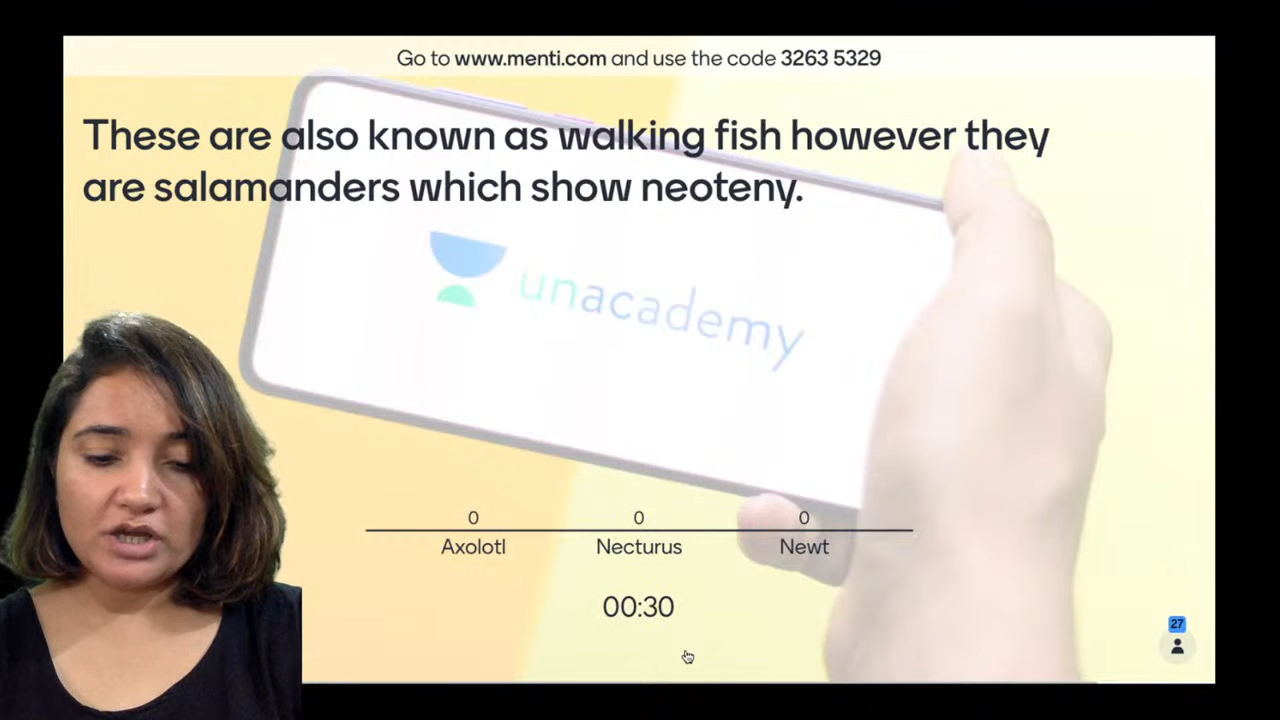 Go to www.menti.com and use the code 3263 5329
These are also known as walking fish however they
are salamanders which show neoteny.
unacademy
0 0 0
Axolotl Necturus Newt
00:30
27